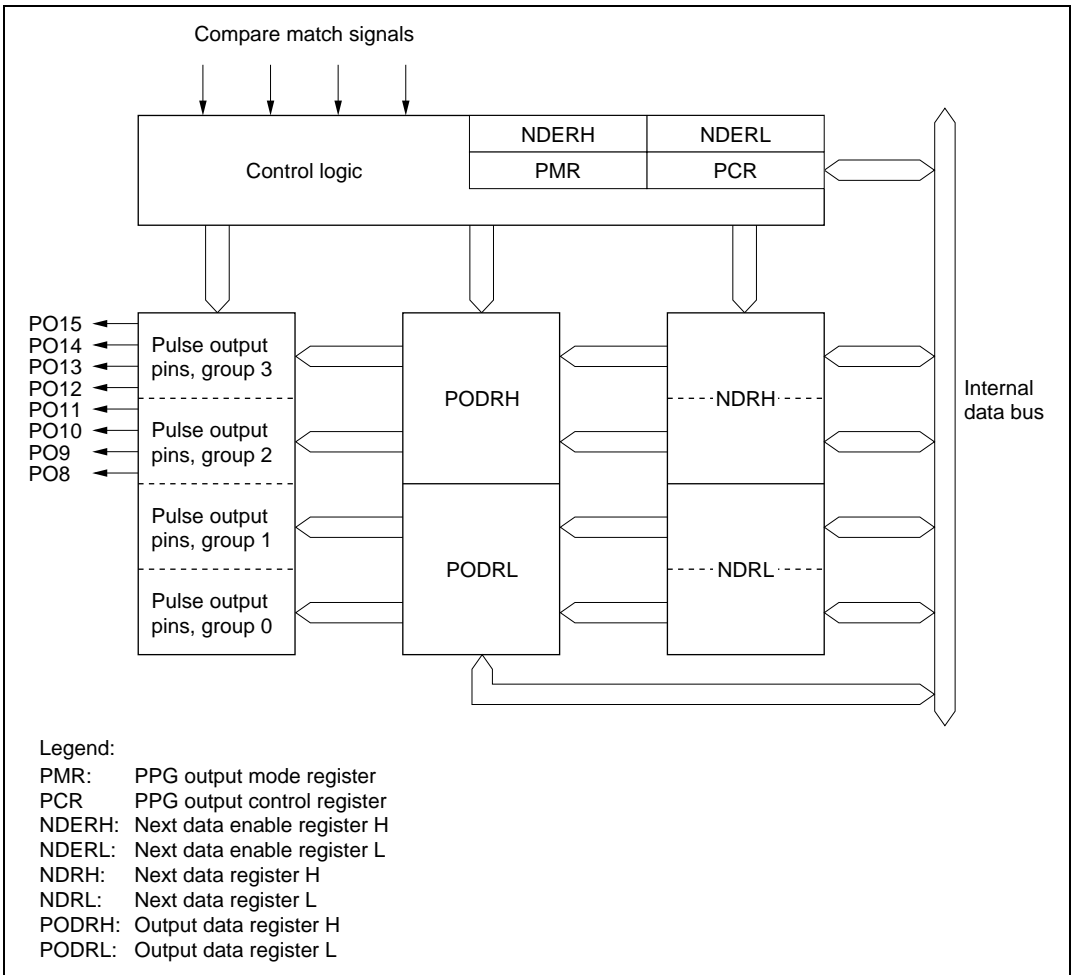 Compare match signals
Control logic
NDERH
NDERL
PMR
PCR
PO15
PO14
PO13
PO12
PO11
PO10
PO9
PO8
Pulse output
pins, group 3
Pulse output
pins, group 2
Pulse output
pins, group 1
Pulse output
pins, group 0
PODRH
PODRL
NDRH
NDRL
Internal
data bus
Legend:
PMR: PPG output mode register
PCR PPG output control register
NDERH: Next data enable register H
NDERL: Next data enable register L
NDRH: Next data register H
NDRL: Next data register L
PODRH: Output data register H
PODRL: Output data register L